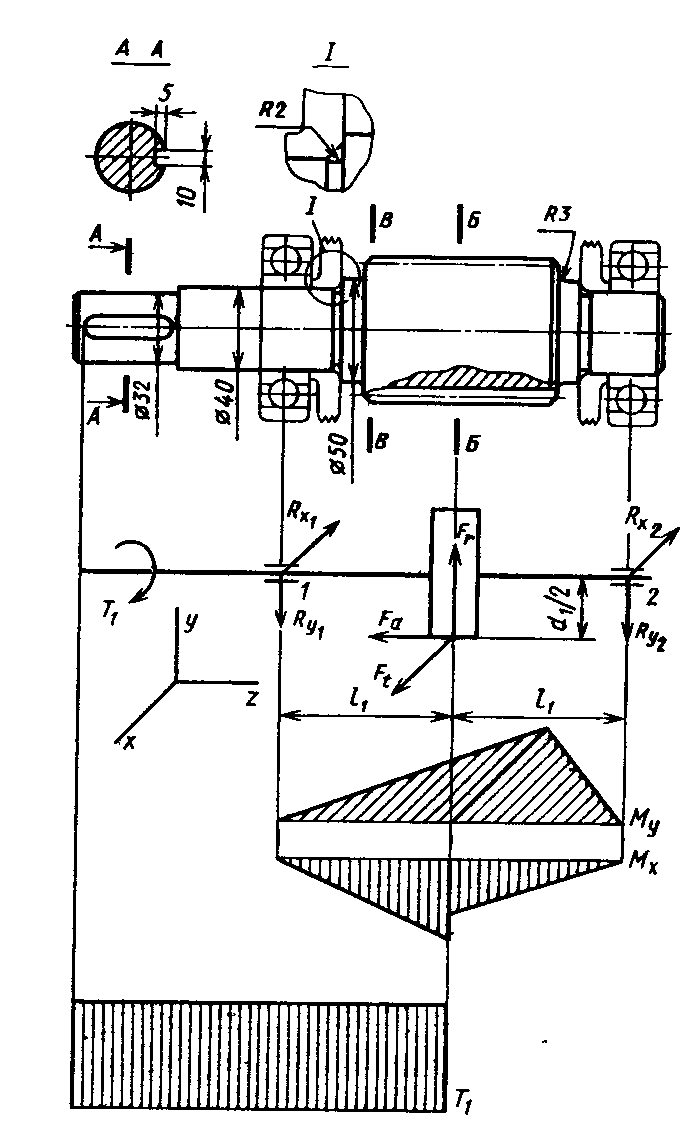 А А
I
5
R2
10
I
В
Б
R3
А
А
ø32
ø40
ø50
В
Б
Rx1
Fr
Rx2
T1
1
Ry1
d1/2
2
Ry2
y
z
x
Fa
Ft
l1
l1
My
Mx
T1